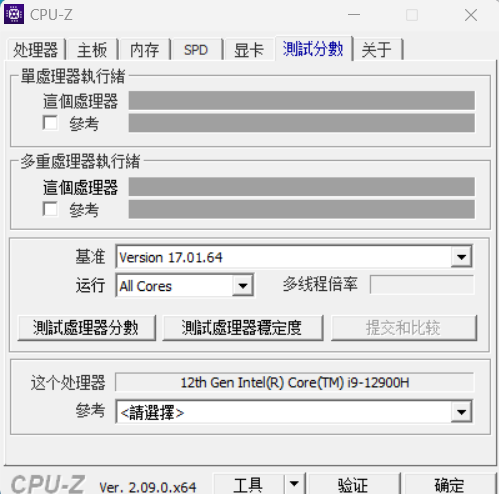 CPU-Z
处理器 主板 内存 SPD 显卡 測試分數 关于
單處理器執行緒
這個處理器
參考
多重處理器執行緒
這個處理器
參考
基准 Version 17.01.64
运行 All Cores 多线程倍率
測試處理器分數 測試處理器穩定度 提交和比较
这个处理器 12th Gen Intel(R) Core(TM) i9-12900H
參考 <請選擇>
CPU-Z Ver. 2.09.0.x64 工具 验证 确定